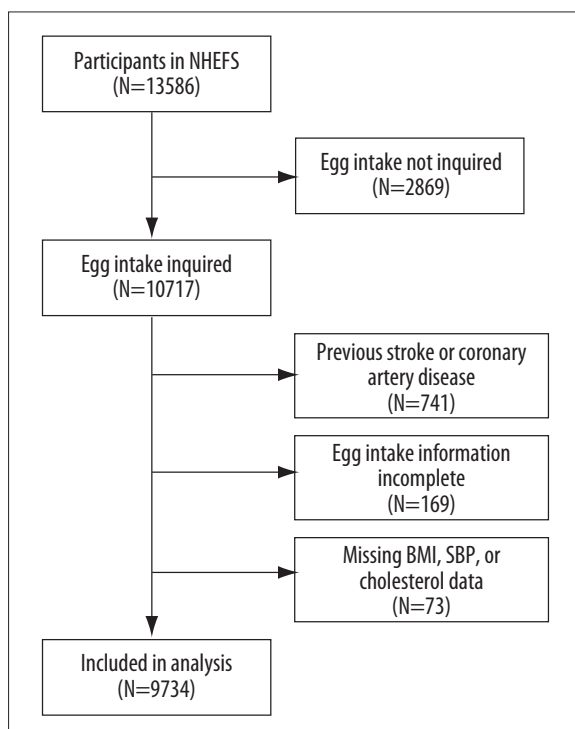 Participants in NHEFS
(N=13586)
Egg intake not inquired
(N=2869)
Egg intake inquired
(N=10717)
Previous stroke or coronary
artery disease
(N=741)
Egg intake information
incomplete
(N=169)
Missing BMI, SBP, or
cholesterol data
(N=73)
Included in analysis
(N=9734)